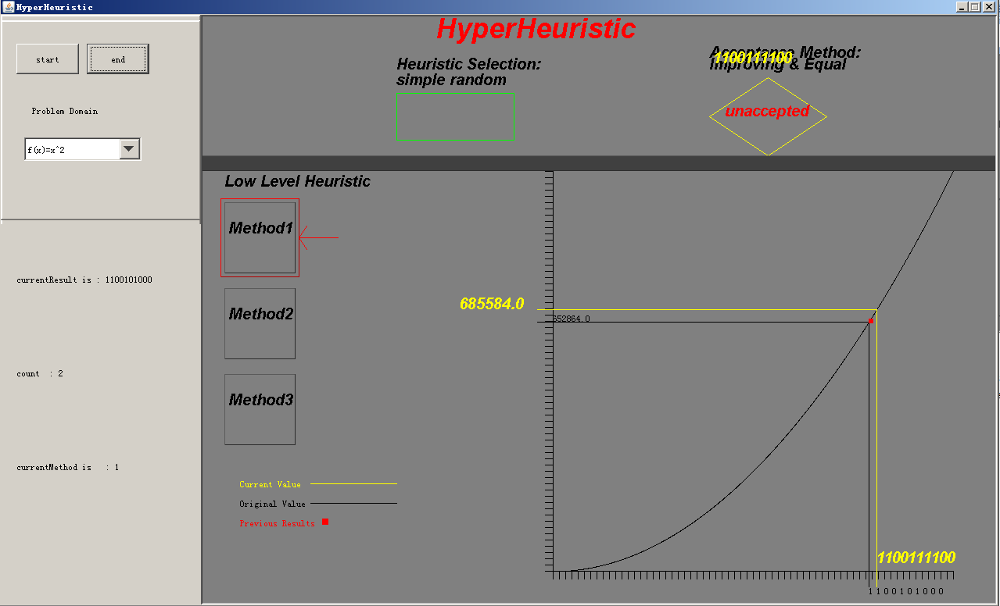 HyperHeuristic
start
end
Problem Domain
f(x)=x^2
currentResult is : 1100101000
count : 2
currentMethod is : 1
HyperHeuristic
Heuristic Selection:
simple random
Acceptance Method:
1100111100
Improving & Equal
unaccepted
Low Level Heuristic
Method1
Method2
Method3
685584.0
652864.0
Current Value
Original Value
Previous Results
1100111100
1100101000